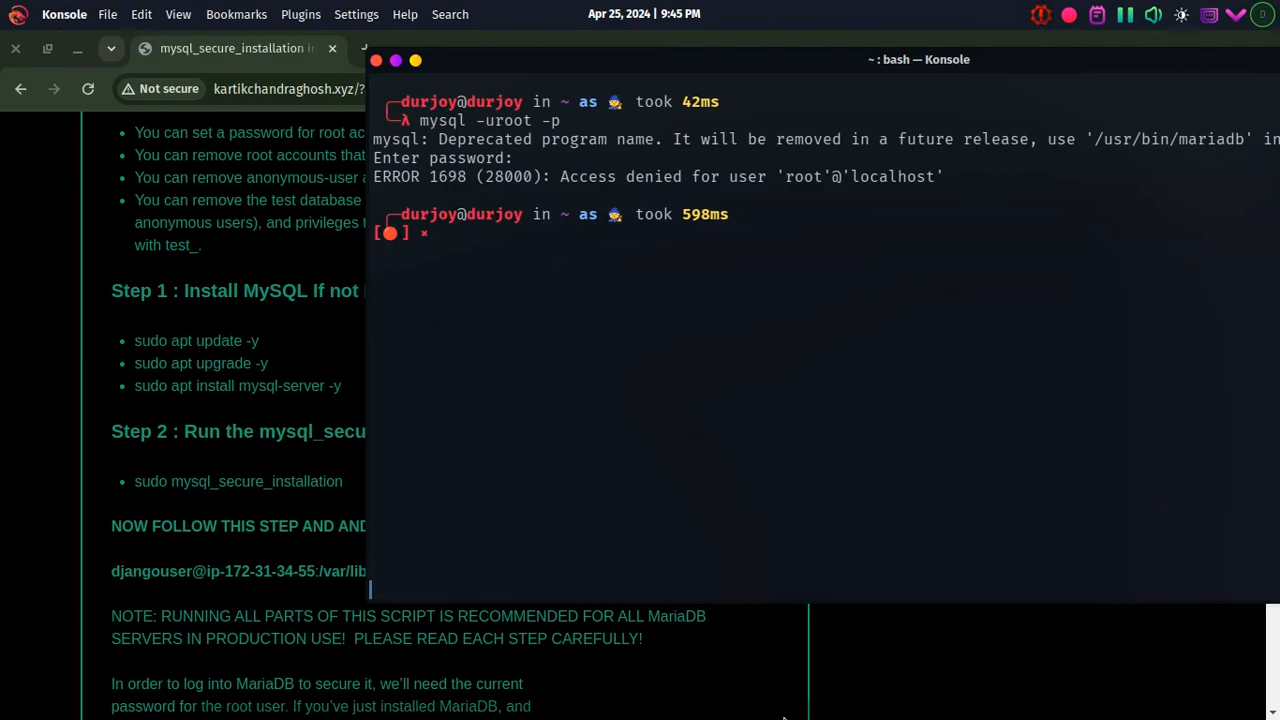 Konsole File Edit View Bookmarks Plugins Settings Help Search Apr 25, 2024 | 9:45 PM D
mysql_secure_installation in
Not secure kartikchandraghosh.xyz/?
~ : bash — Konsole
durjoy@durjoy in ~ as took 42ms
λ mysql -uroot -p
mysql: Deprecated program name. It will be removed in a future release, use '/usr/bin/mariadb' in
Enter password:
ERROR 1698 (28000): Access denied for user 'root'@'localhost'
durjoy@durjoy in ~ as took 598ms
[🔴] ×
• You can set a password for root ac
• You can remove root accounts that
• You can remove anonymous-user a
• You can remove the test database
anonymous users), and privileges t
with test_.
Step 1 : Install MySQL If not
• sudo apt update -y
• sudo apt upgrade -y
• sudo apt install mysql-server -y
Step 2 : Run the mysql_secu
• sudo mysql_secure_installation
NOW FOLLOW THIS STEP AND AND
djangouser@ip-172-31-34-55:/var/lib
NOTE: RUNNING ALL PARTS OF THIS SCRIPT IS RECOMMENDED FOR ALL MariaDB
SERVERS IN PRODUCTION USE! PLEASE READ EACH STEP CAREFULLY!
In order to log into MariaDB to secure it, we'll need the current
password for the root user. If you've just installed MariaDB, and